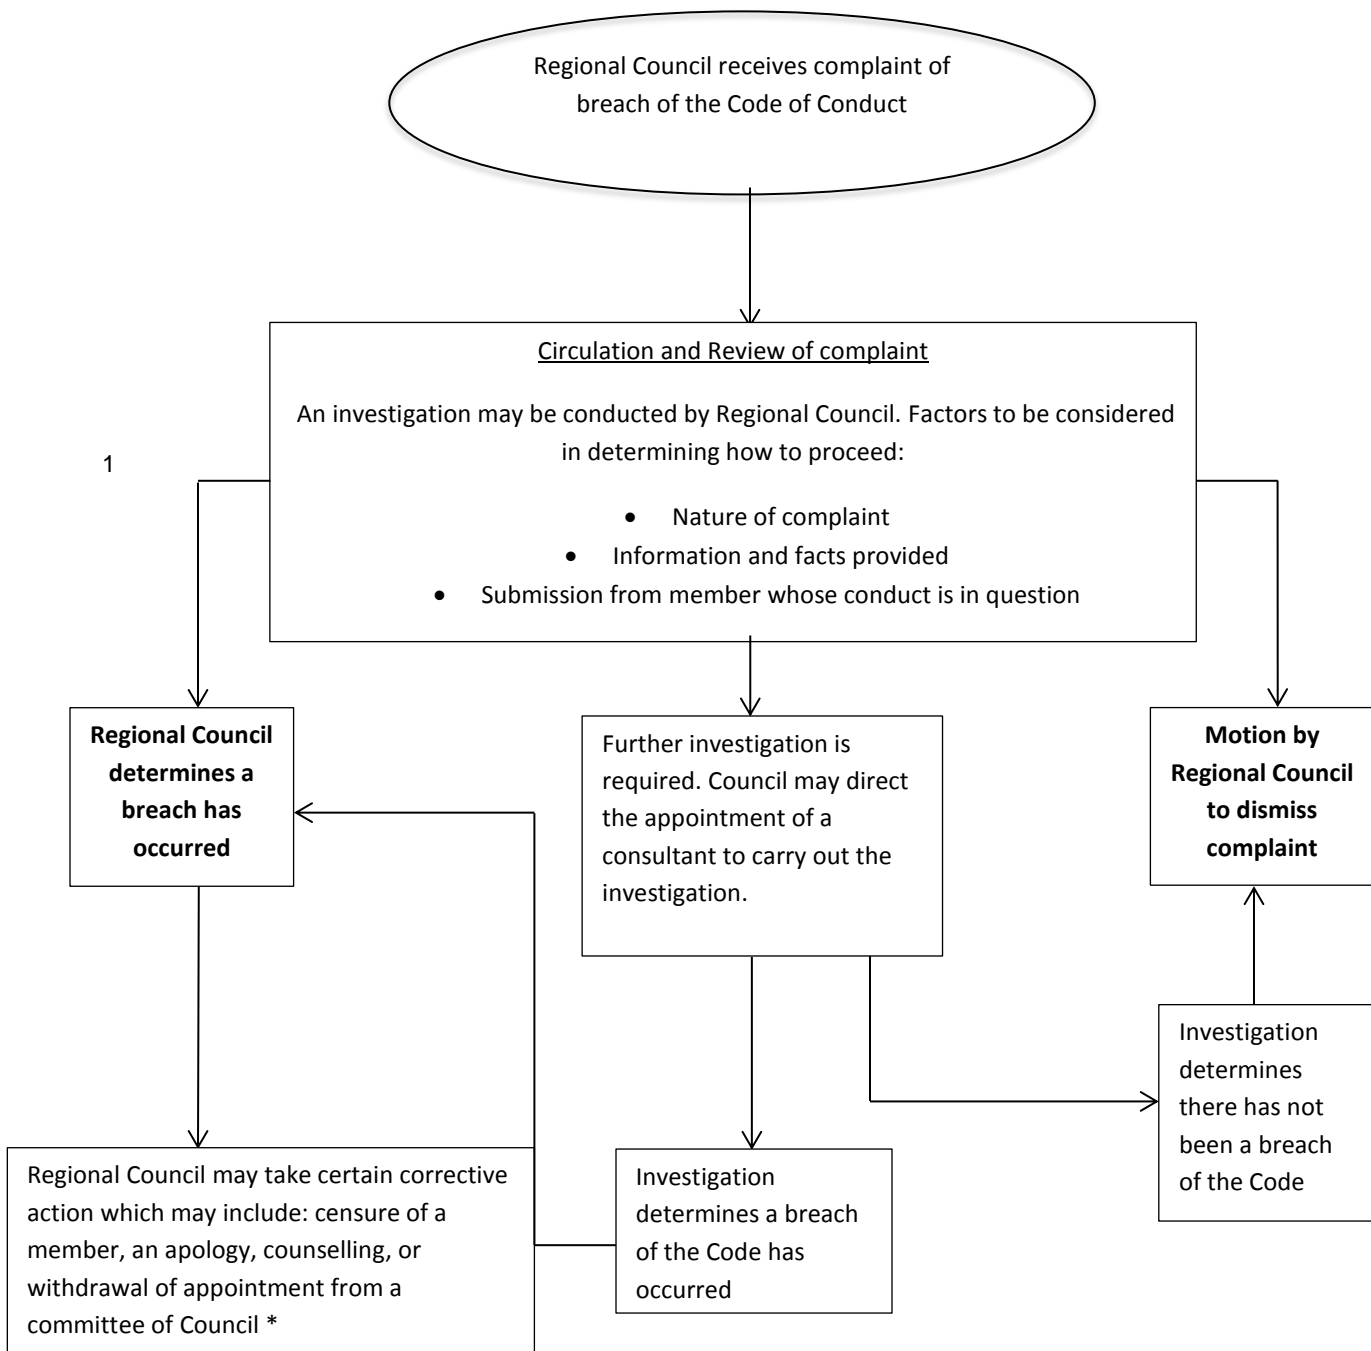 Regional Council receives complaint of
breach of the Code of Conduct
Circulation and Review of complaint
An investigation may be conducted by Regional Council. Factors to be considered
in determining how to proceed:
• Nature of complaint
• Information and facts provided
• Submission from member whose conduct is in question
1
Regional Council
determines a
breach has
occurred
Further investigation is
required. Council may direct
the appointment of a
consultant to carry out the
investigation.
Motion by
Regional Council
to dismiss
complaint
Investigation
determines
there has not
been a breach
of the Code
Regional Council may take certain corrective
action which may include: censure of a
member, an apology, counselling, or
withdrawal of appointment from a
committee of Council *
Investigation
determines a breach
of the Code has
occurred